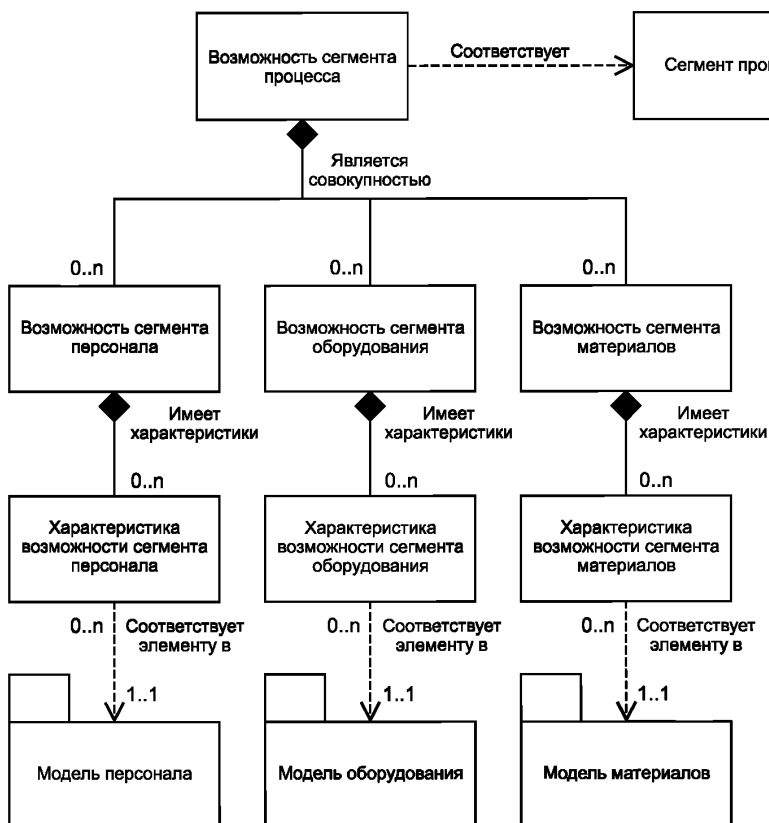 Возможность сегмента
процесса
Соответствует
Сегмент
Является
совокупностью
0..n
0..n
0..n
Возможность сегмента
персонала
Возможность сегмента
оборудования
Возможность сегмента
материалов
Имеет
характеристики
Имеет
характеристики
Имеет
характеристики
0..n
0..n
0..n
Характеристика
возможности сегмента
персонала
Характеристика
возможности сегмента
оборудования
Характеристика
возможности сегмента
материалов
0..n
Соответствует
элементу в
0..n
Соответствует
элементу в
0..n
Соответствует
элементу в
1..1
1..1
1..1
Модель персонала
Модель оборудования
Модель материалов